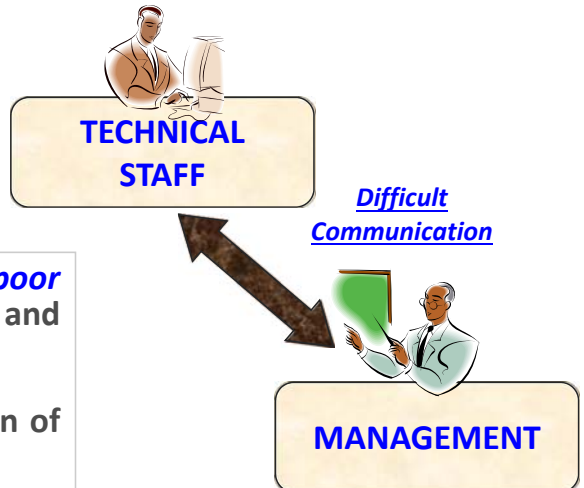 TECHNICAL
STAFF
Difficult
Communication
poor
and
n of
MANAGEMENT